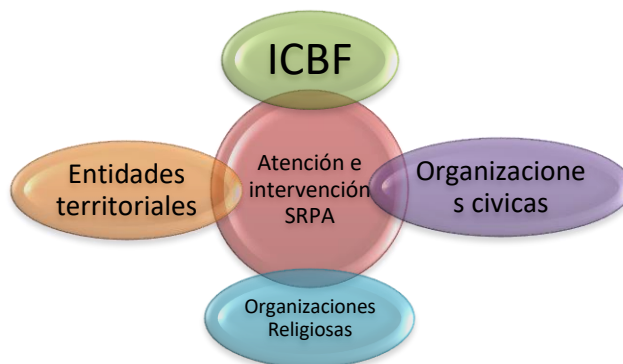 ICBF
Entidades
territoriales
Atención e
intervención
SRPA
Organizacione
s civicas
Organizaciones
Religiosas